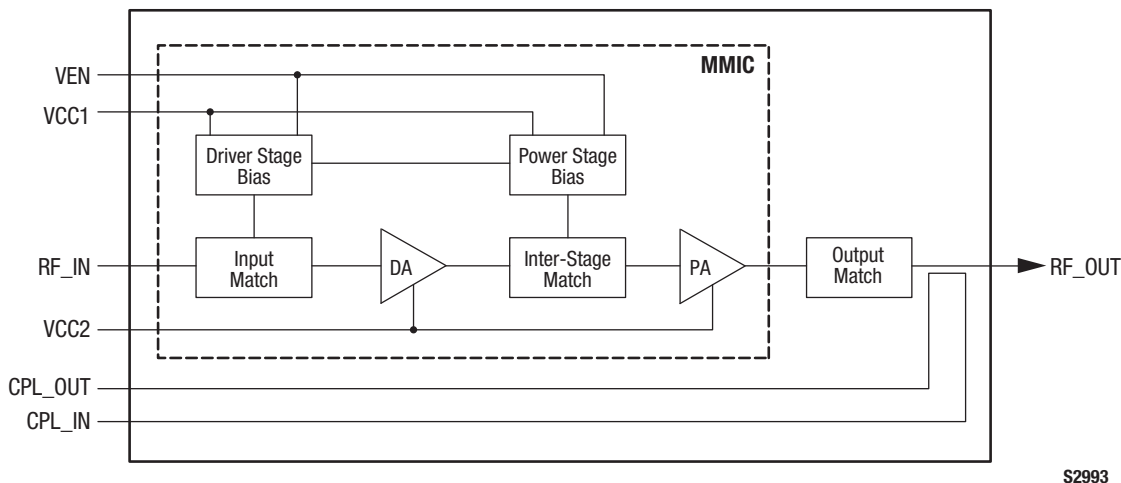 MMIC
VEN
VCC1
Driver Stage
Bias
Power Stage
Bias
RF_IN
Input
Match
DA
Inter-Stage
Match
PA
Output
Match
RF_OUT
VCC2
CPL_OUT
CPL_IN
S2993